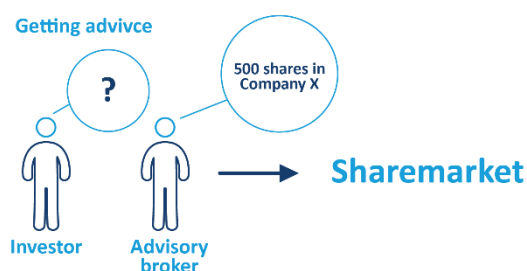 Getting advivce
?
500 shares in
Company X
Sharemarket
Investor
Advisory
broker